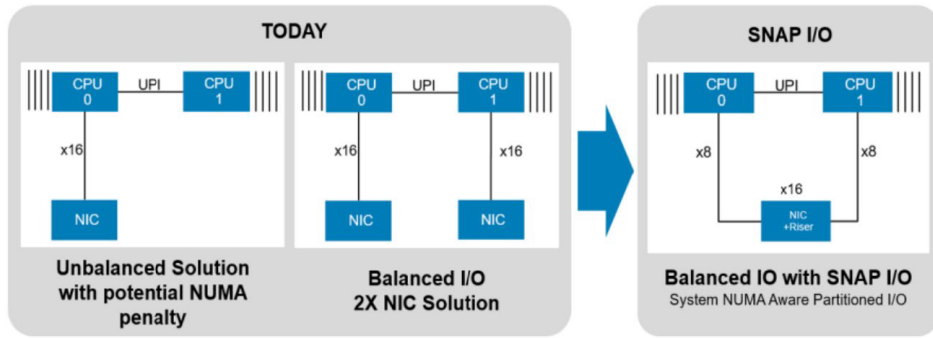 TODAY
CPU
0
UPI
CPU
1
x16
NIC
Unbalanced Solution
with potential NUMA
penalty
CPU
0
UPI
CPU
1
x16
x16
NIC
NIC
Balanced I/O
2X NIC Solution
SNAP I/O
CPU
0
UPI
CPU
1
x8
x8
x16
NIC
+Riser
Balanced IO with SNAP I/O
System NUMA Aware Partitioned I/O